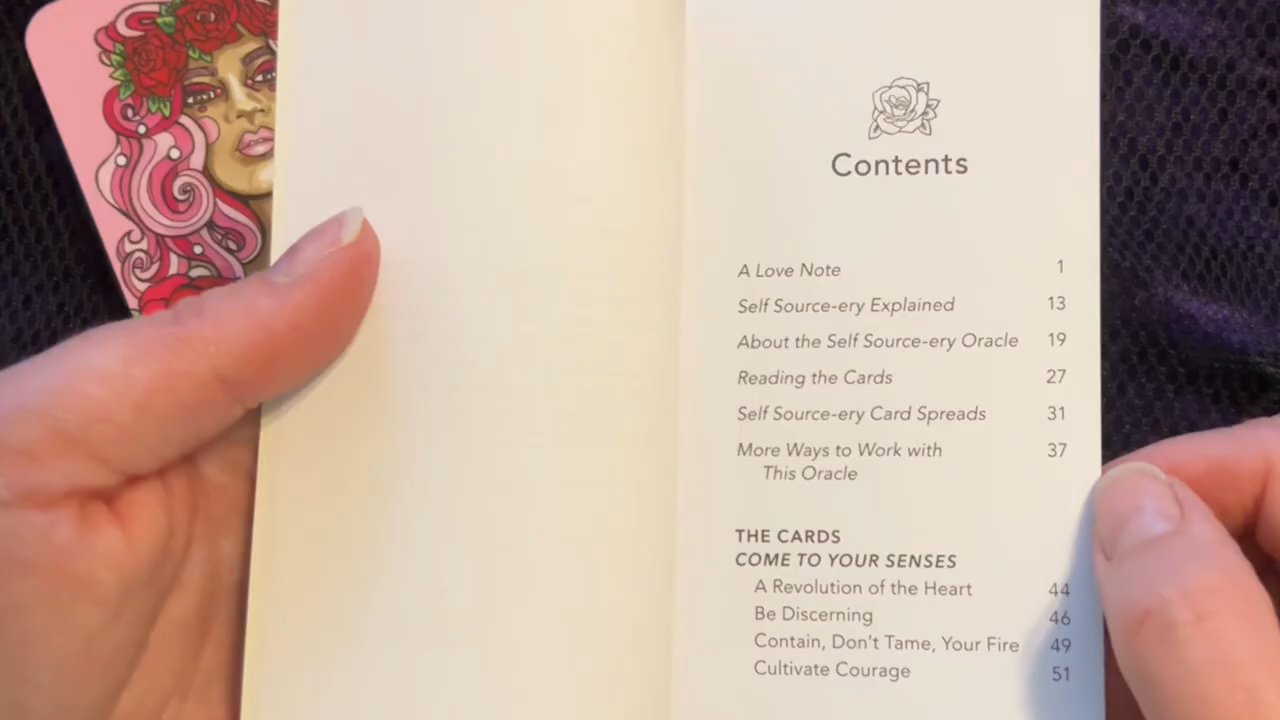 Contents
A Love Note 1
Self Source-ery Explained 13
About the Self Source-ery Oracle 19
Reading the Cards 27
Self Source-ery Card Spreads 31
More Ways to Work with 37
This Oracle
THE CARDS
COME TO YOUR SENSES
A Revolution of the Heart 44
Be Discerning 46
Contain, Don't Tame, Your Fire 49
Cultivate Courage 51